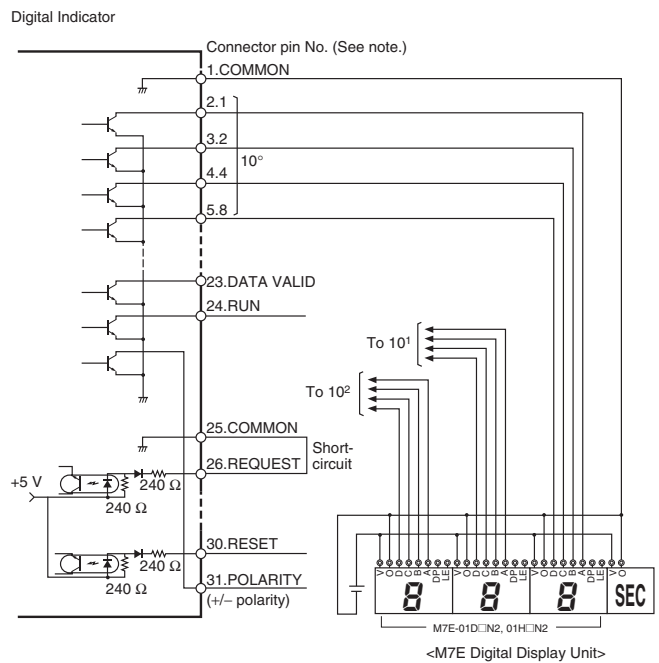 Digital Indicator
Connector pin No. (See note.)
1.COMMON
2.1
3.2
10°
4.4
5.8
23.DATA VALID
24.RUN
To 10¹
To 10²
25.COMMON
Short-
circuit
26.REQUEST
+5 V
240 Ω
240 Ω
30.RESET
240 Ω
240 Ω
31.POLARITY
(+/− polarity)
V O D C B A DP LE V O D C B A DP LE V O D C B A DP LE V O
8 8 8 SEC
M7E-01D□N2, 01H□N2
<M7E Digital Display Unit>